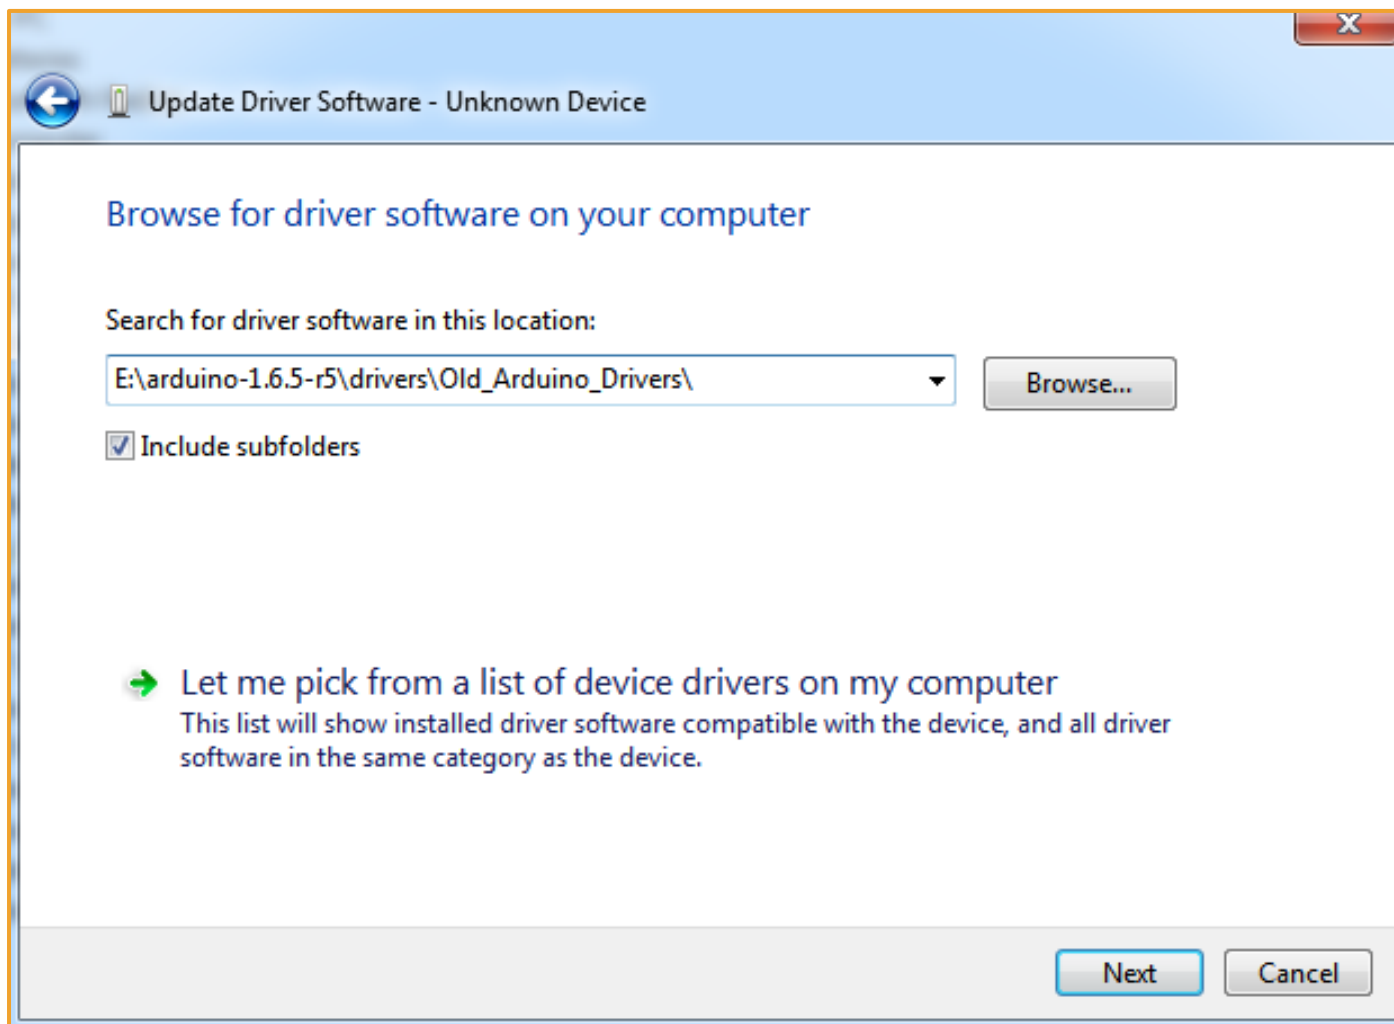 Update Driver Software - Unknown Device
Browse for driver software on your computer
Search for driver software in this location:
E:\arduino-1.6.5-r5\drivers\Old_Arduino_Drivers\
Browse...
Include subfolders
Let me pick from a list of device drivers on my computer
This list will show installed driver software compatible with the device, and all driver
software in the same category as the device.
Next
Cancel